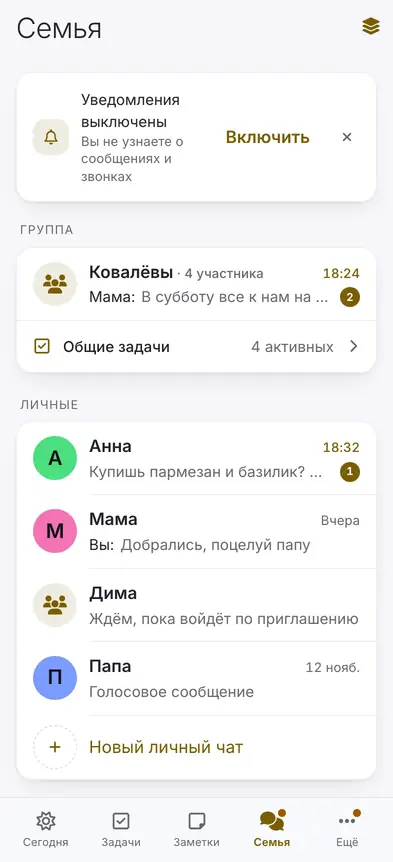 Семья
Уведомления
выключены
Вы не узнаете о
сообщениях и
звонках
Включить
ГРУППА
Ковалёвы · 4 участника 18:24
Мама: В субботу все к нам на ... 2
Общие задачи 4 активных
ЛИЧНЫЕ
А Анна 18:32
Купишь пармезан и базилик? ... 1
М Мама Вчера
Вы: Добрались, поцелуй папу
Дима
Ждём, пока войдёт по приглашению
П Папа 12 нояб.
Голосовое сообщение
Новый личный чат
Сегодня Задачи Заметки Семья Ещё